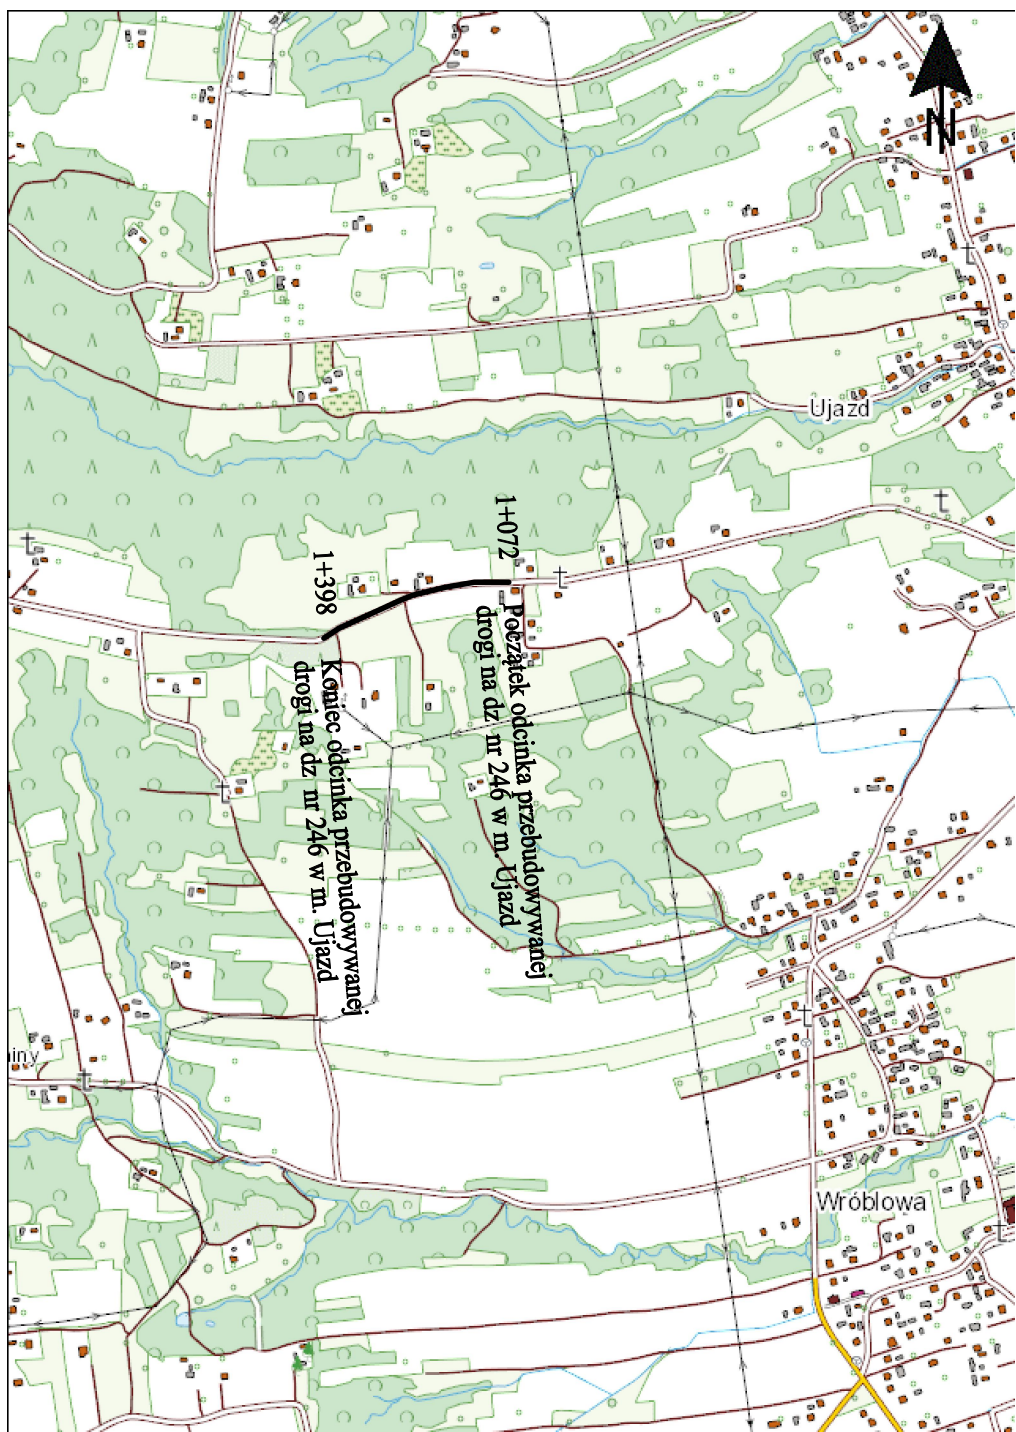 N
Ujazd
1+072
1+398
Początek odcinka przebudowywanej
drogi na dz nr 246 w m. Ujazd
Koniec odcinka przebudowywanej
drogi na dz nr 246 w m. Ujazd
iny
Wróblowa